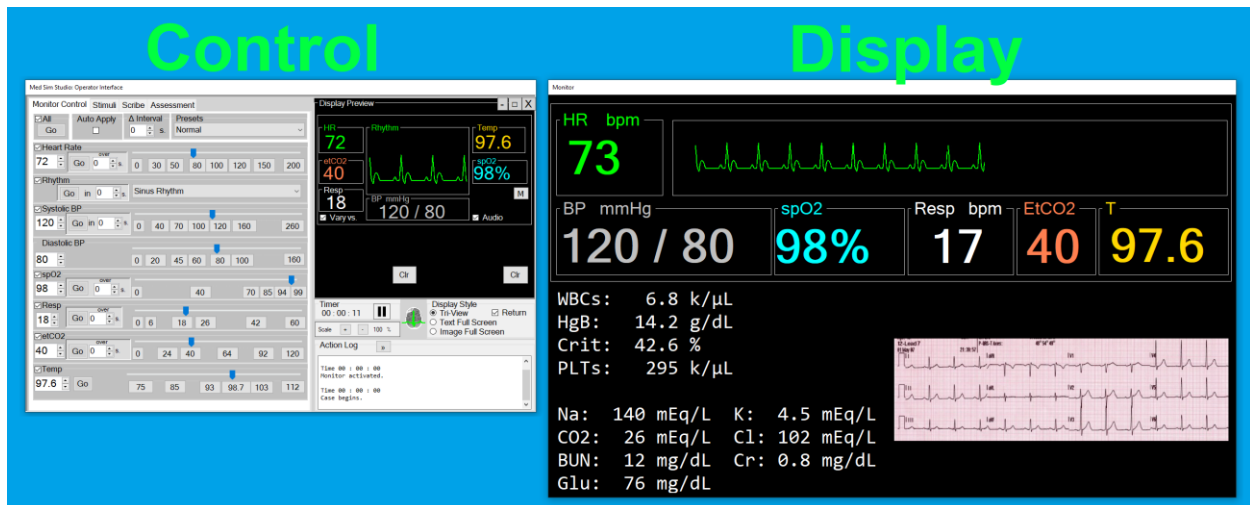 Control
Display
Med Sim Studio: Operator Interface
Monitor Control Stimuli Scribe Assessment
All Auto Apply Δ Interval Presets
Go 0 s. Normal
Heart Rate
over
72 Go 0 s. 0 30 50 80 100 120 150 200
Rhythm
Go in 0 s. Sinus Rhythm
Systolic BP
120 Go in 0 s. 0 40 70 100 120 160 260
Diastolic BP
80 0 20 45 60 80 100 160
spO2
over
98 Go 0 s. 0 40 70 85 94 99
Resp
over
18 Go 0 s. 0 6 18 26 42 60
etCO2
over
40 Go 0 s. 0 24 40 64 92 120
Temp
97.6 Go 75 85 93 98.7 103 112
Display Preview - □ X
HR Rhythm Temp
72 97.6
etCO2 spO2
40 98%
Resp M
18 BP mmHg
Vary vs. 120 / 80 Audio
Clr Clr
Timer Display Style
00 : 00 : 11 Tri-View Return
Text Full Screen
Scale + - 100 % Image Full Screen
Action Log
Time 00 : 00 : 00
Monitor activated.
Time 00 : 00 : 00
Case begins.
Monitor
HR bpm
73
BP mmHg spO2 Resp bpm EtCO2 T
120 / 80 98% 17 40 97.6
WBCs: 6.8 k/µL
HgB: 14.2 g/dL
Crit: 42.6 %
PLTs: 295 k/µL
Na: 140 mEq/L K: 4.5 mEq/L
CO2: 26 mEq/L Cl: 102 mEq/L
BUN: 12 mg/dL Cr: 0.8 mg/dL
Glu: 76 mg/dL